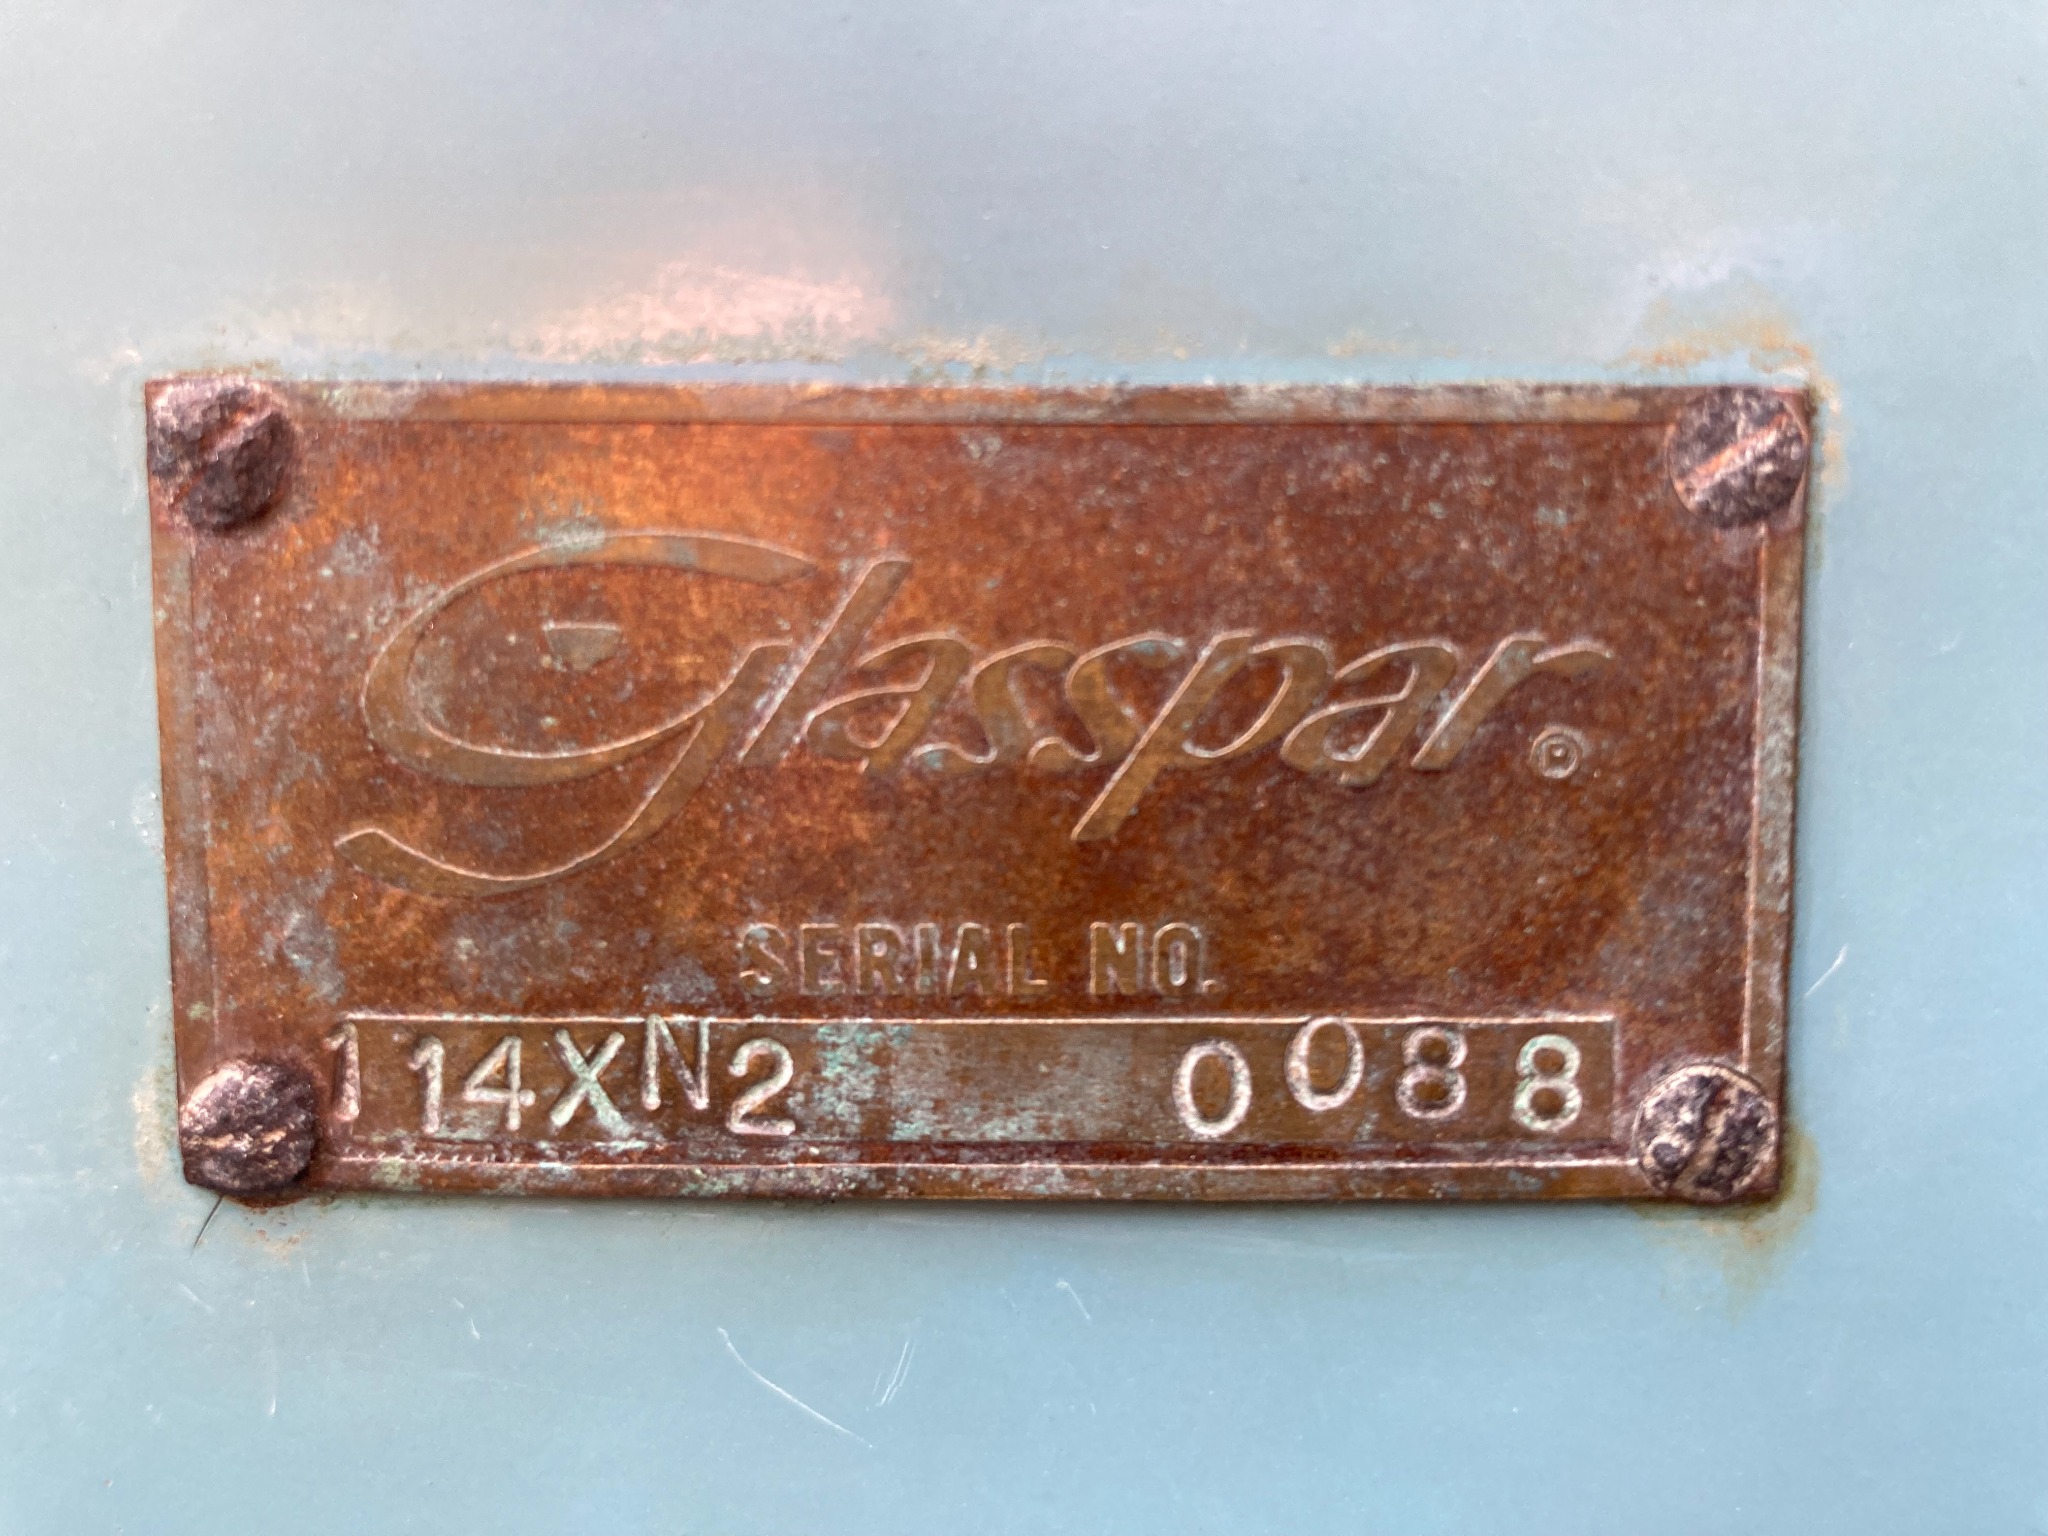 Glasspar ®
SERIAL NO.
114XN2 0088